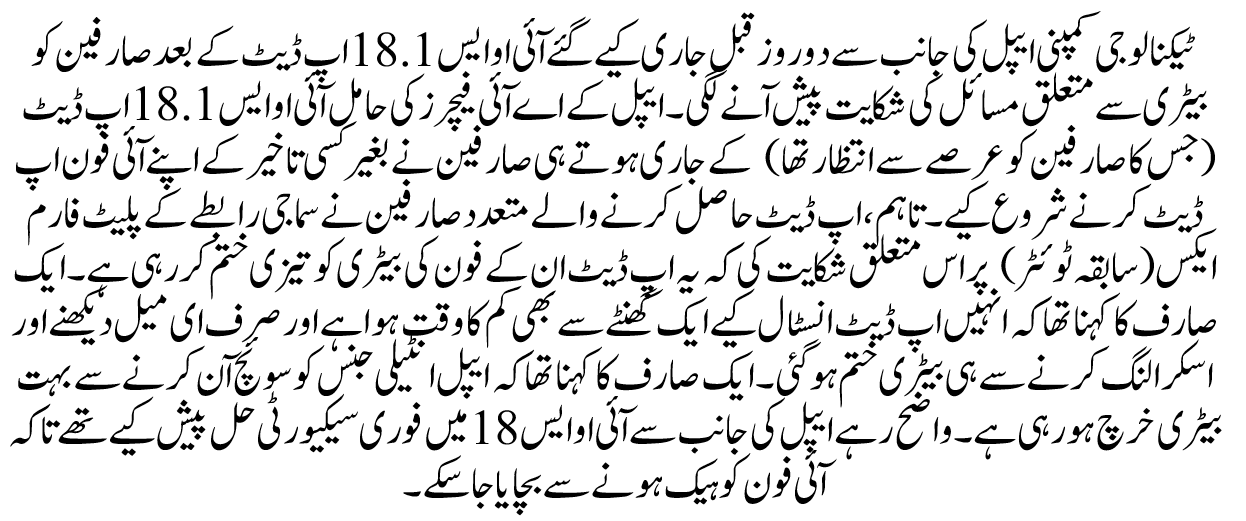 ٹیکنالوجی کمپنی ایپل کی جانب سے دو روز قبل جاری کیے گئے آئی او ایس 18.1 اپ ڈیٹ کے بعد صارفین کو
بیٹری سے متعلق مسائل کی شکایت پیش آنے لگی۔ ایپل کے اے آئی فیچرز کی حامل آئی او ایس 18.1 اپ ڈیٹ
(جس کا صارفین کو عرصے سے انتظار تھا) کے جاری ہوتے ہی صارفین نے بغیر کسی تاخیر کے اپنے آئی فون اپ
ڈیٹ کرنے شروع کیے۔ تاہم، اپ ڈیٹ حاصل کرنے والے متعدد صارفین نے سماجی رابطے کے پلیٹ فارم
ایکس (سابقہ ٹوئٹر) پر اس متعلق شکایت کی کہ یہ اپ ڈیٹ ان کے فون کی بیٹری کو تیزی ختم کر رہی ہے۔ ایک
صارف کا کہنا تھا کہ انہیں اپ ڈیٹ انسٹال کیے ایک گھنٹے سے بھی کم کا وقت ہوا ہے اور صرف ای میل دیکھنے اور
اسکرالنگ کرنے سے ہی بیٹری ختم ہوگئی۔ ایک صارف کا کہنا تھا کہ ایپل انٹیلی جنس کو سوئچ آن کرنے سے بہت
بیٹری خرچ ہو رہی ہے۔ واضح رہے ایپل کی جانب سے آئی او ایس 18 میں فوری سیکیورٹی حل پیش کیے تھے تاکہ
آئی فون کو ہیک ہونے سے بچایا جاسکے۔